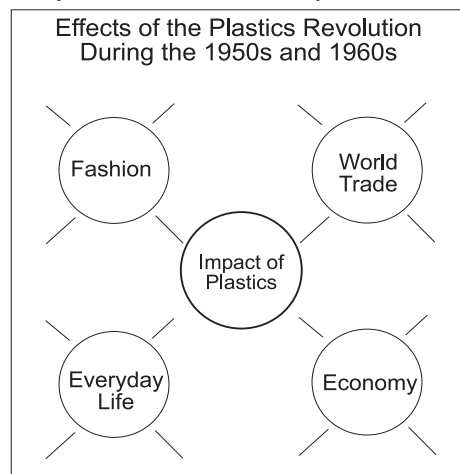 Effects of the Plastics Revolution
During the 1950s and 1960s
Fashion
World
Trade
Impact of
Plastics
Everyday
Life
Economy